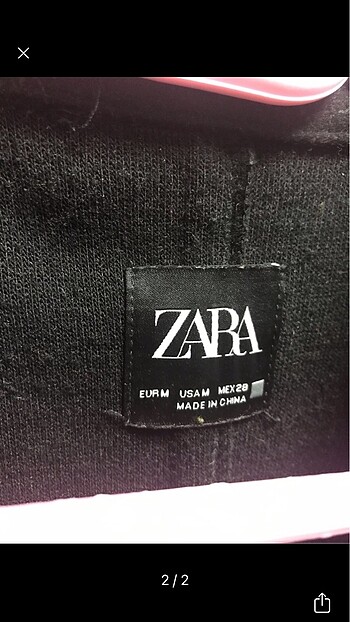 ZARA
EUR M USA M MEX 28
MADE IN CHINA
2 / 2